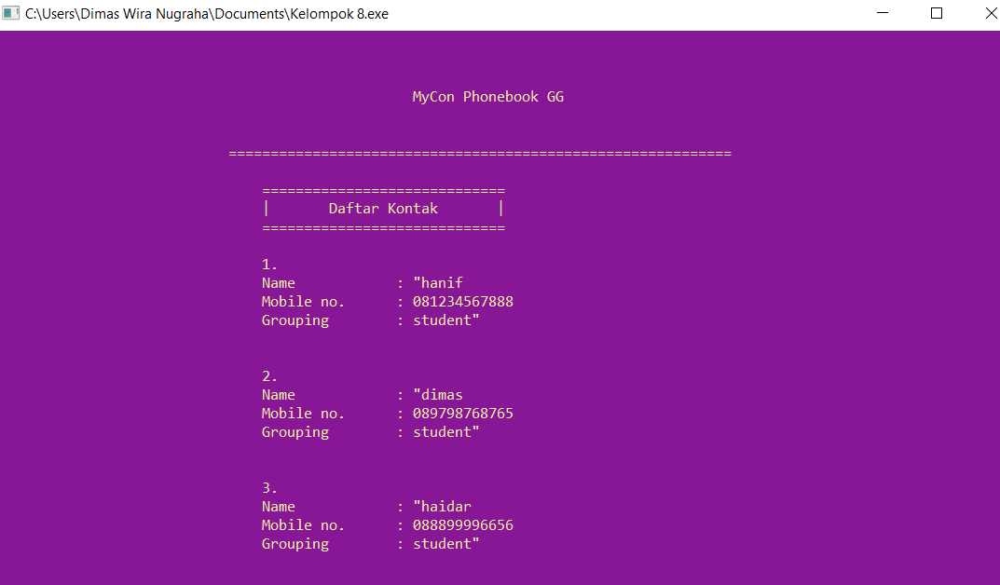 C:\Users\Dimas Wira Nugraha\Documents\Kelompok 8.exe
MyCon Phonebook GG
============================================================
=============================
| Daftar Kontak |
=============================
1.
Name : "hanif
Mobile no. : 081234567888
Grouping : student"
2.
Name : "dimas
Mobile no. : 089798768765
Grouping : student"
3.
Name : "haidar
Mobile no. : 088899996656
Grouping : student"